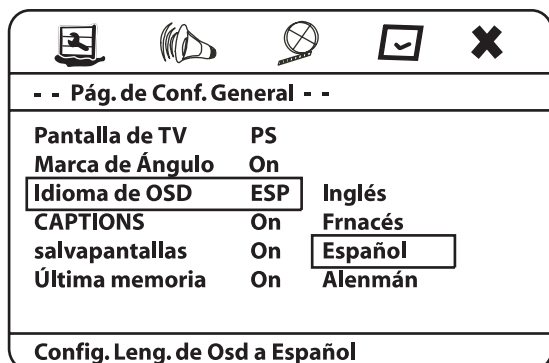 - - Pág. de Conf. General - -
Pantalla de TV PS
Marca de Ángulo On
Idioma de OSD ESP Inglés
CAPTIONS On Frnacés
salvapantallas On Español
Última memoria On Alenmán
Config. Leng. de Osd a Español